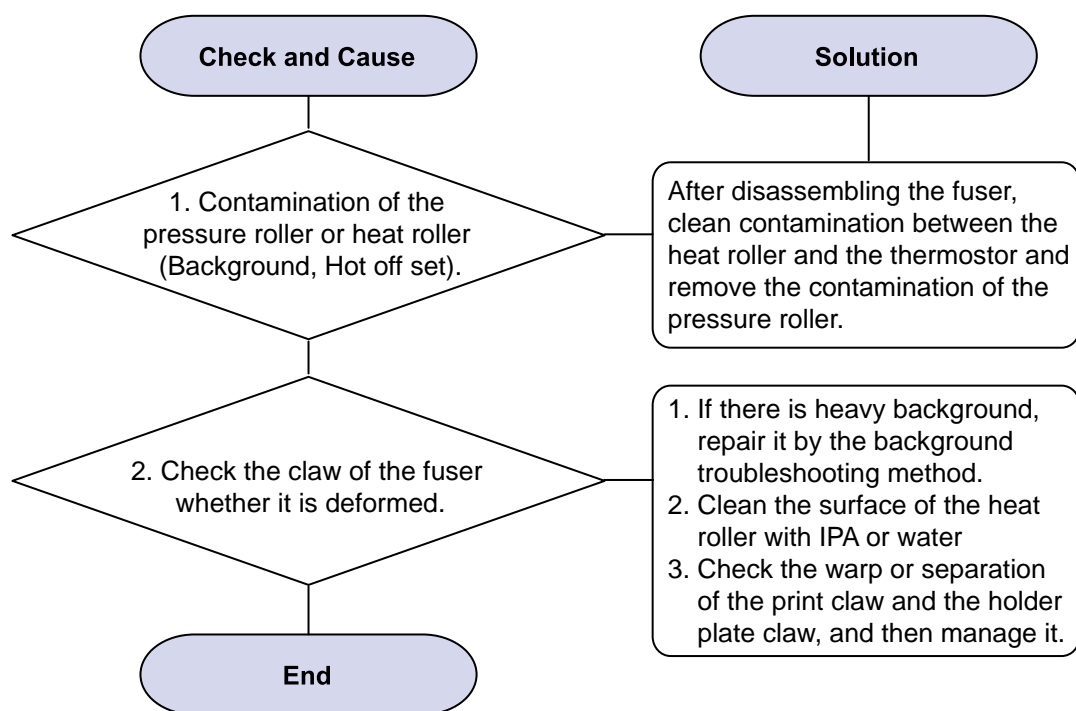 Check and Cause
Solution
1. Contamination of the
pressure roller or heat roller
(Background, Hot off set).
After disassembling the fuser,
clean contamination between the
heat roller and the thermostor and
remove the contamination of the
pressure roller.
2. Check the claw of the fuser
whether it is deformed.
1. If there is heavy background,
repair it by the background
troubleshooting method.
2. Clean the surface of the heat
roller with IPA or water
3. Check the warp or separation
of the print claw and the holder
plate claw, and then manage it.
End